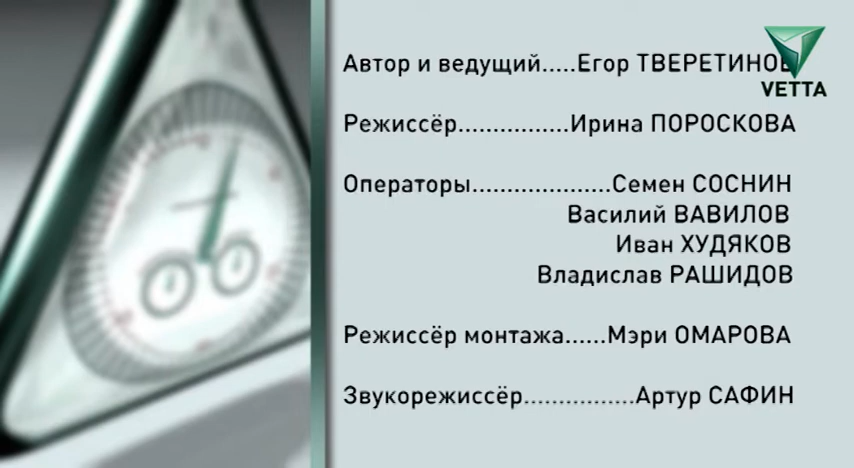 Автор и ведущий.....Егор ТВЕРЕТИНОВ
VETTA
Режиссёр................Ирина ПОРОСКОВА
Операторы....................Семен СОСНИН
Василий ВАВИЛОВ
Иван ХУДЯКОВ
Владислав РАШИДОВ
Режиссёр монтажа......Мэри ОМАРОВА
Звукорежиссёр................Артур САФИН